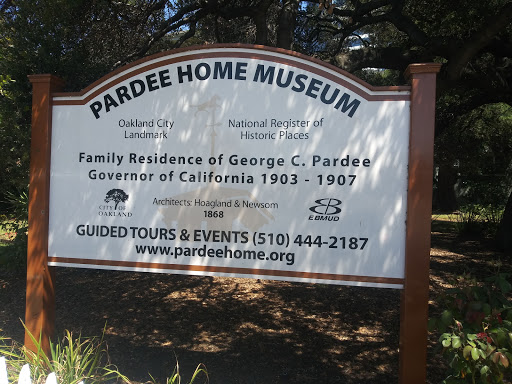 PARDEE HOME MUSEUM
Oakland City
Landmark
National Register of
Historic Places
Family Residence of George C. Pardee
Governor of California 1903 - 1907
CITY OF
OAKLAND
Architects: Hoagland & Newsom
1868
EBMUD
GUIDED TOURS & EVENTS (510) 444-2187
www.pardeehome.org